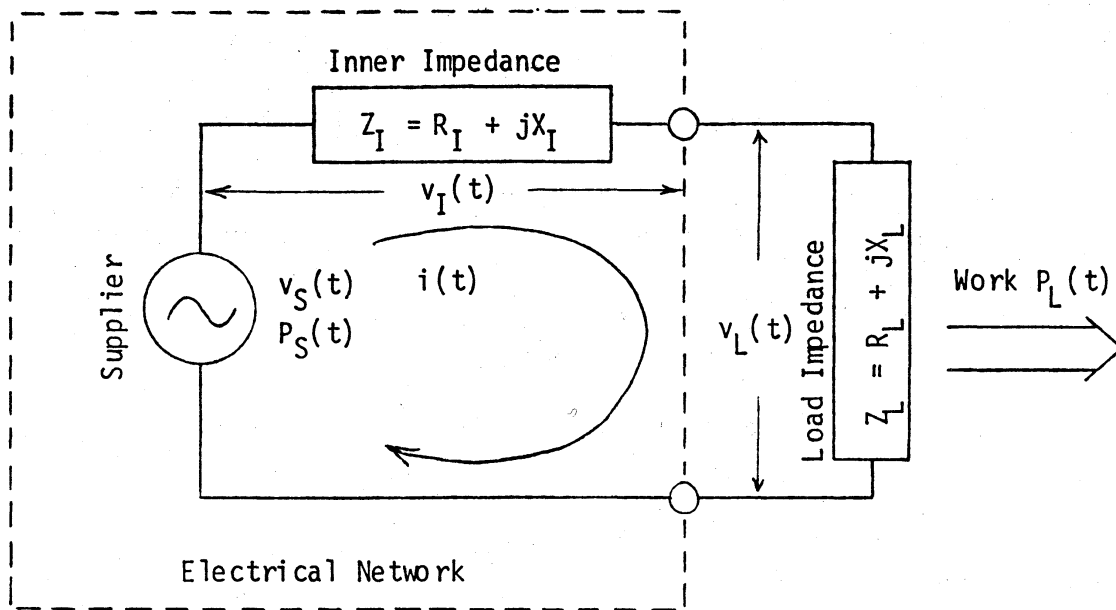 Inner Impedance
Z_I = R_I + jX_I
v_I(t)
Supplier
v_S(t)
P_S(t)
i(t)
v_L(t)
Load Impedance
Z_L = R_L + jX_L
Work P_L(t)
Electrical Network